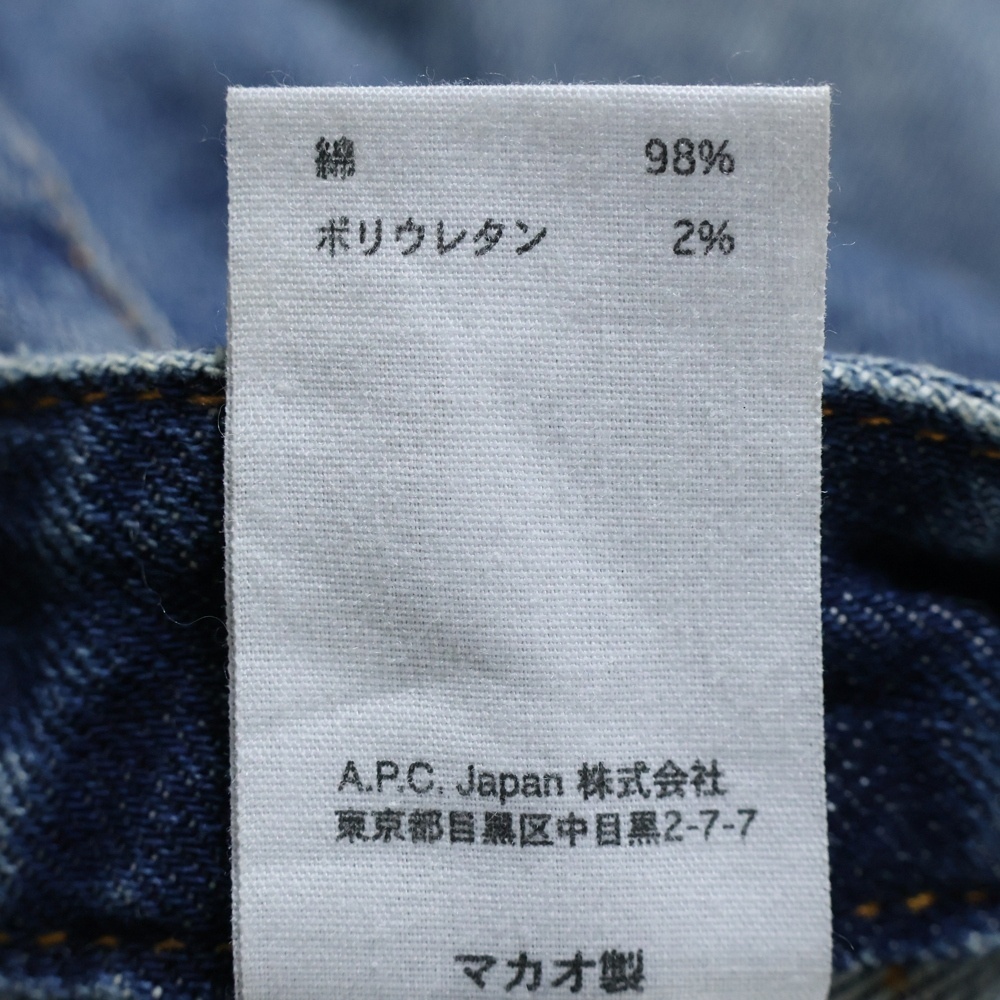 綿 98%
ポリウレタン 2%
A.P.C. Japan 株式会社
東京都目黒区中目黒2-7-7
マカオ製